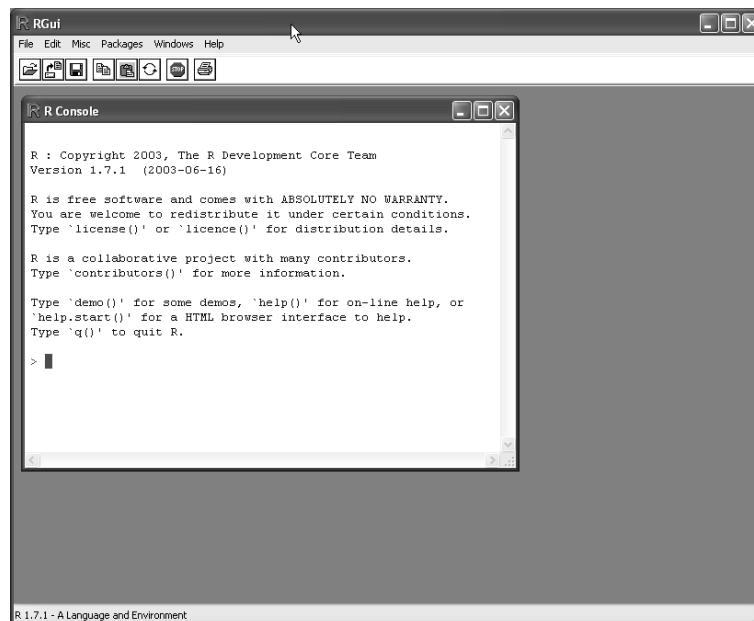 RGui
File Edit Misc Packages Windows Help
STOP
R Console
R : Copyright 2003, The R Development Core Team
Version 1.7.1  (2003-06-16)
R is free software and comes with ABSOLUTELY NO WARRANTY.
You are welcome to redistribute it under certain conditions.
Type `license()' or `licence()' for distribution details.
R is a collaborative project with many contributors.
Type `contributors()' for more information.
Type `demo()' for some demos, `help()' for on-line help, or
`help.start()' for a HTML browser interface to help.
Type `q()' to quit R.
>
R 1.7.1 - A Language and Environment